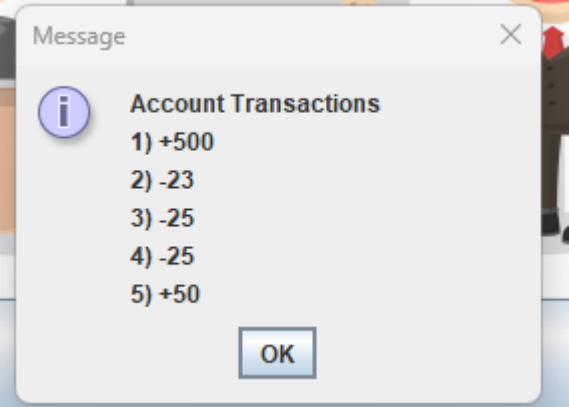 Message
Account Transactions
1) +500
2) -23
3) -25
4) -25
5) +50
OK